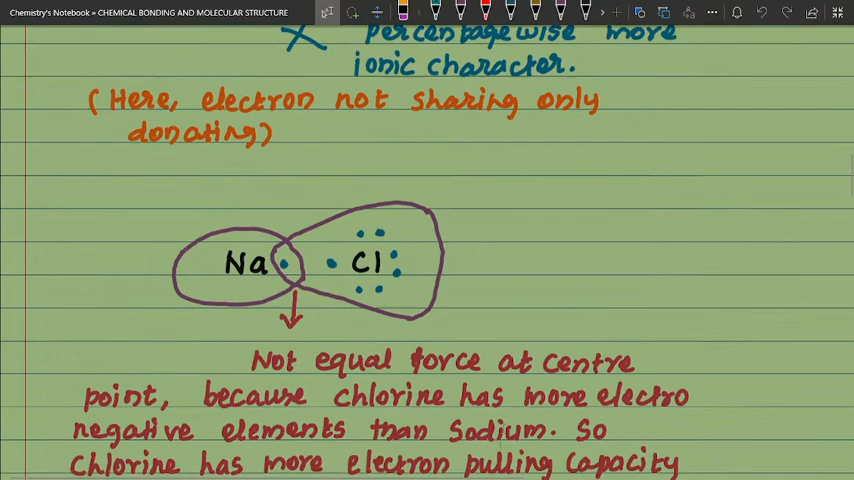 Chemistry's Notebook » CHEMICAL BONDING AND MOLECULAR STRUCTURE
percentagewise more
ionic character.
(Here, electron not sharing only
donating)
Na Cl
Not equal force at centre
point, because chlorine has more electro
negative elements than Sodium. So
Chlorine has more electron pulling capacity